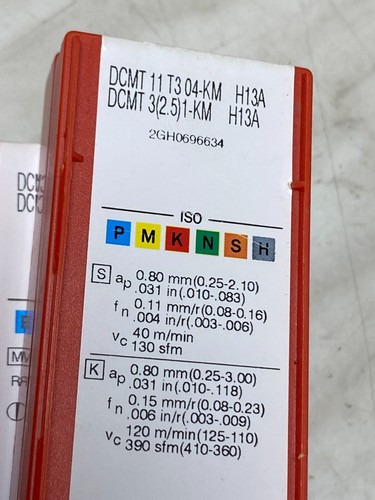 DCMT 11 T3 04-KM H13A
DCMT 3(2.5)1-KM H13A
2GH0696634
ISO
P M K N S H
S ap 0.80 mm(0.25-2.10)
.031 in(.010-.083)
fn 0.11 mm/r(0.08-0.16)
.004 in/r(.003-.006)
vc 40 m/min
130 sfm
K ap 0.80 mm(0.25-3.00)
.031 in(.010-.118)
fn 0.15 mm/r(0.08-0.23)
.006 in/r(.003-.009)
vc 120 m/min(125-110)
390 sfm(410-360)